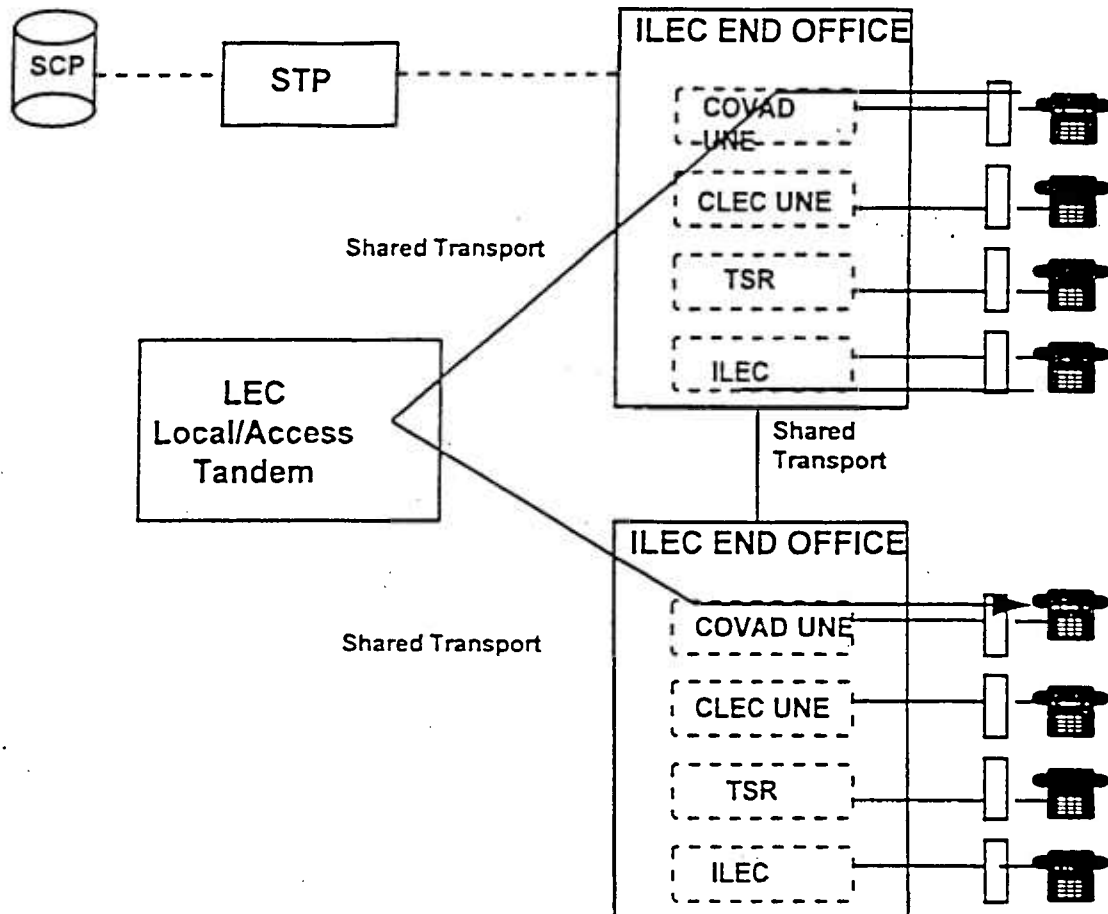 SCP
STP
ILEC END OFFICE
COVAD
UNE
CLEC UNE
TSR
ILEC
Shared Transport
LEC
Local/Access
Tandem
Shared
Transport
ILEC END OFFICE
COVAD UNE
CLEC UNE
TSR
ILEC
Shared Transport